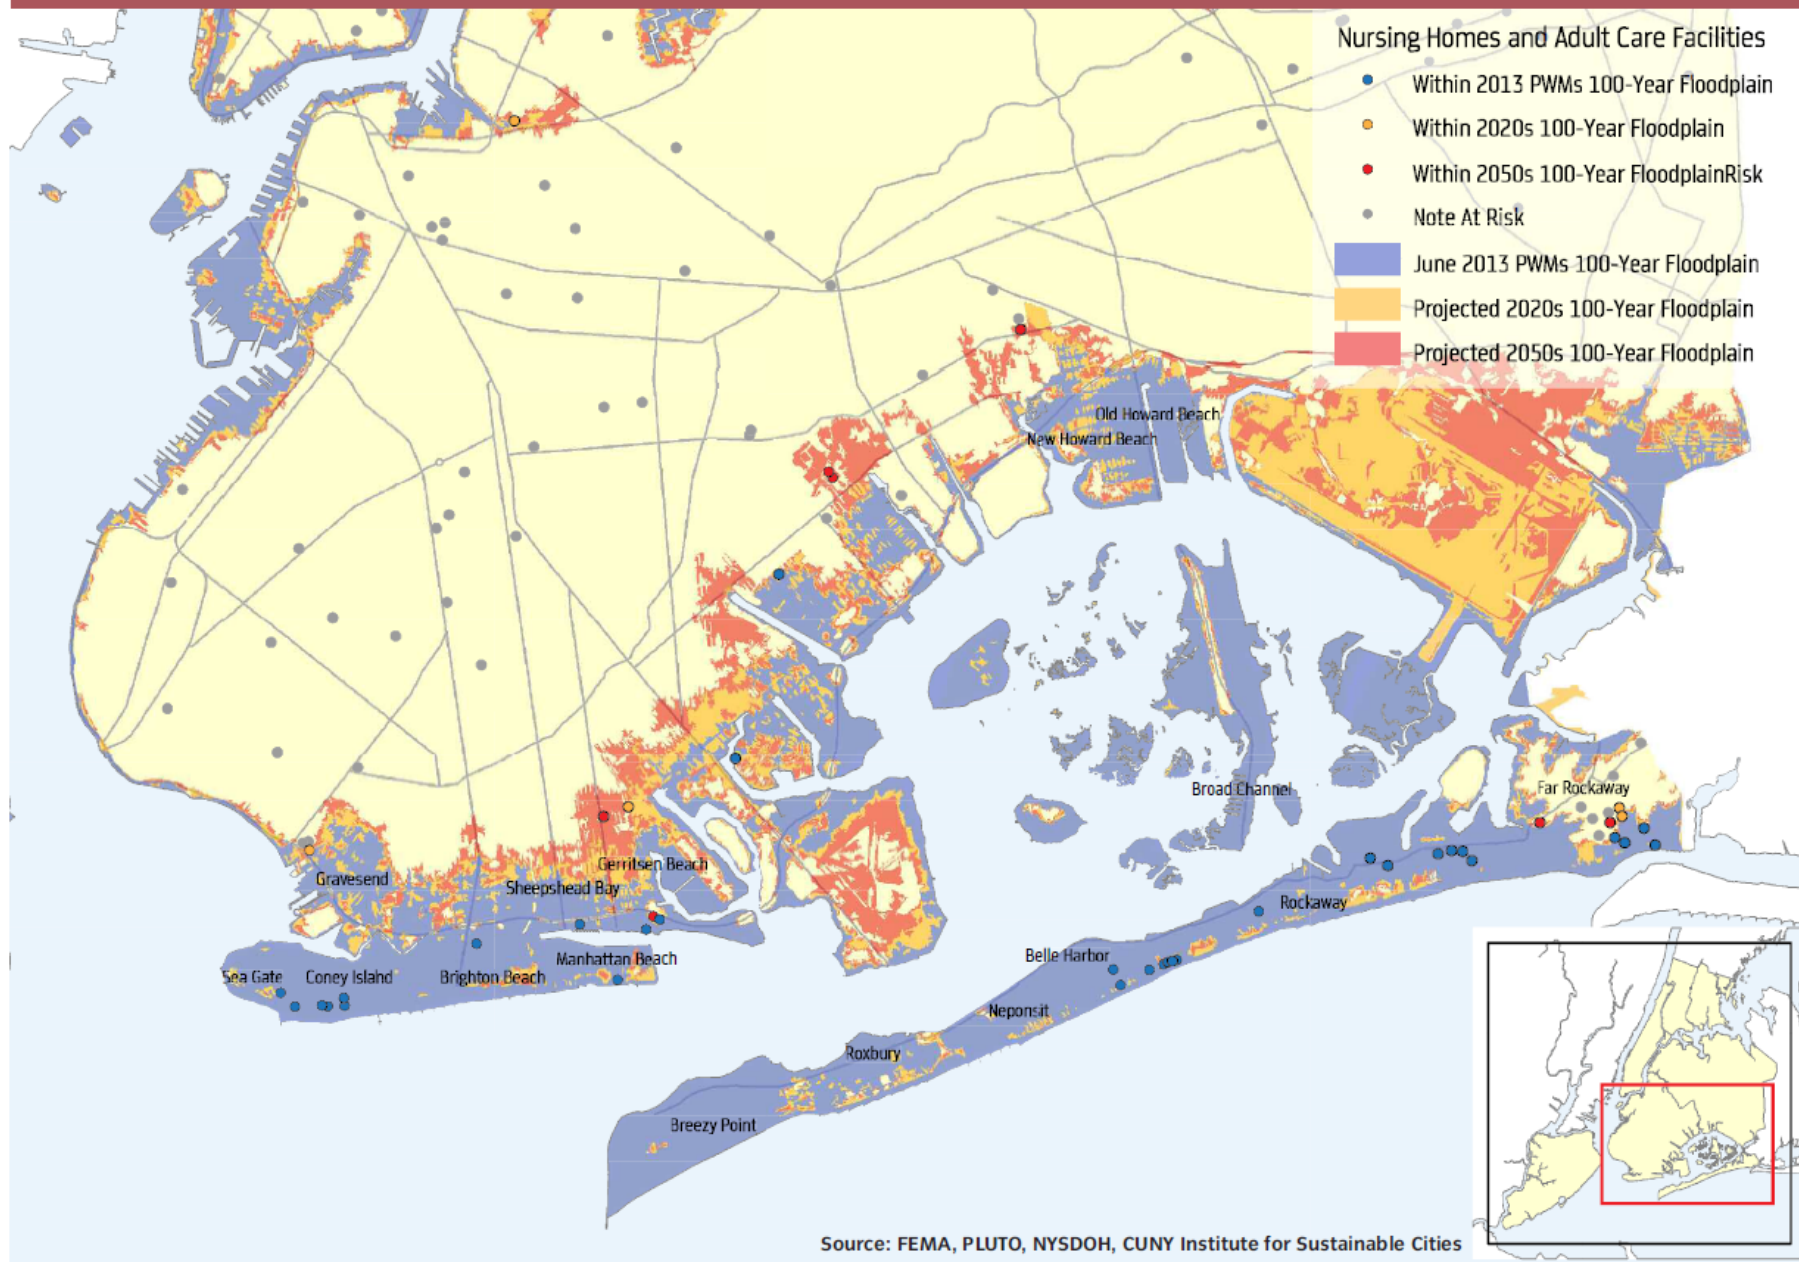 Nursing Homes and Adult Care Facilities
Within 2013 PWMs 100-Year Floodplain
Within 2020s 100-Year Floodplain
Within 2050s 100-Year FloodplainRisk
Note At Risk
June 2013 PWMs 100-Year Floodplain
Projected 2020s 100-Year Floodplain
Projected 2050s 100-Year Floodplain
Old Howard Beach
New Howard Beach
Broad Channel
Far Rockaway
Gerritsen Beach
Gravesend
Sheepshead Bay
Rockaway
Manhattan Beach
Belle Harbor
Sea Gate
Coney Island
Brighton Beach
Neponsit
Roxbury
Breezy Point
Source: FEMA, PLUTO, NYSDOH, CUNY Institute for Sustainable Cities